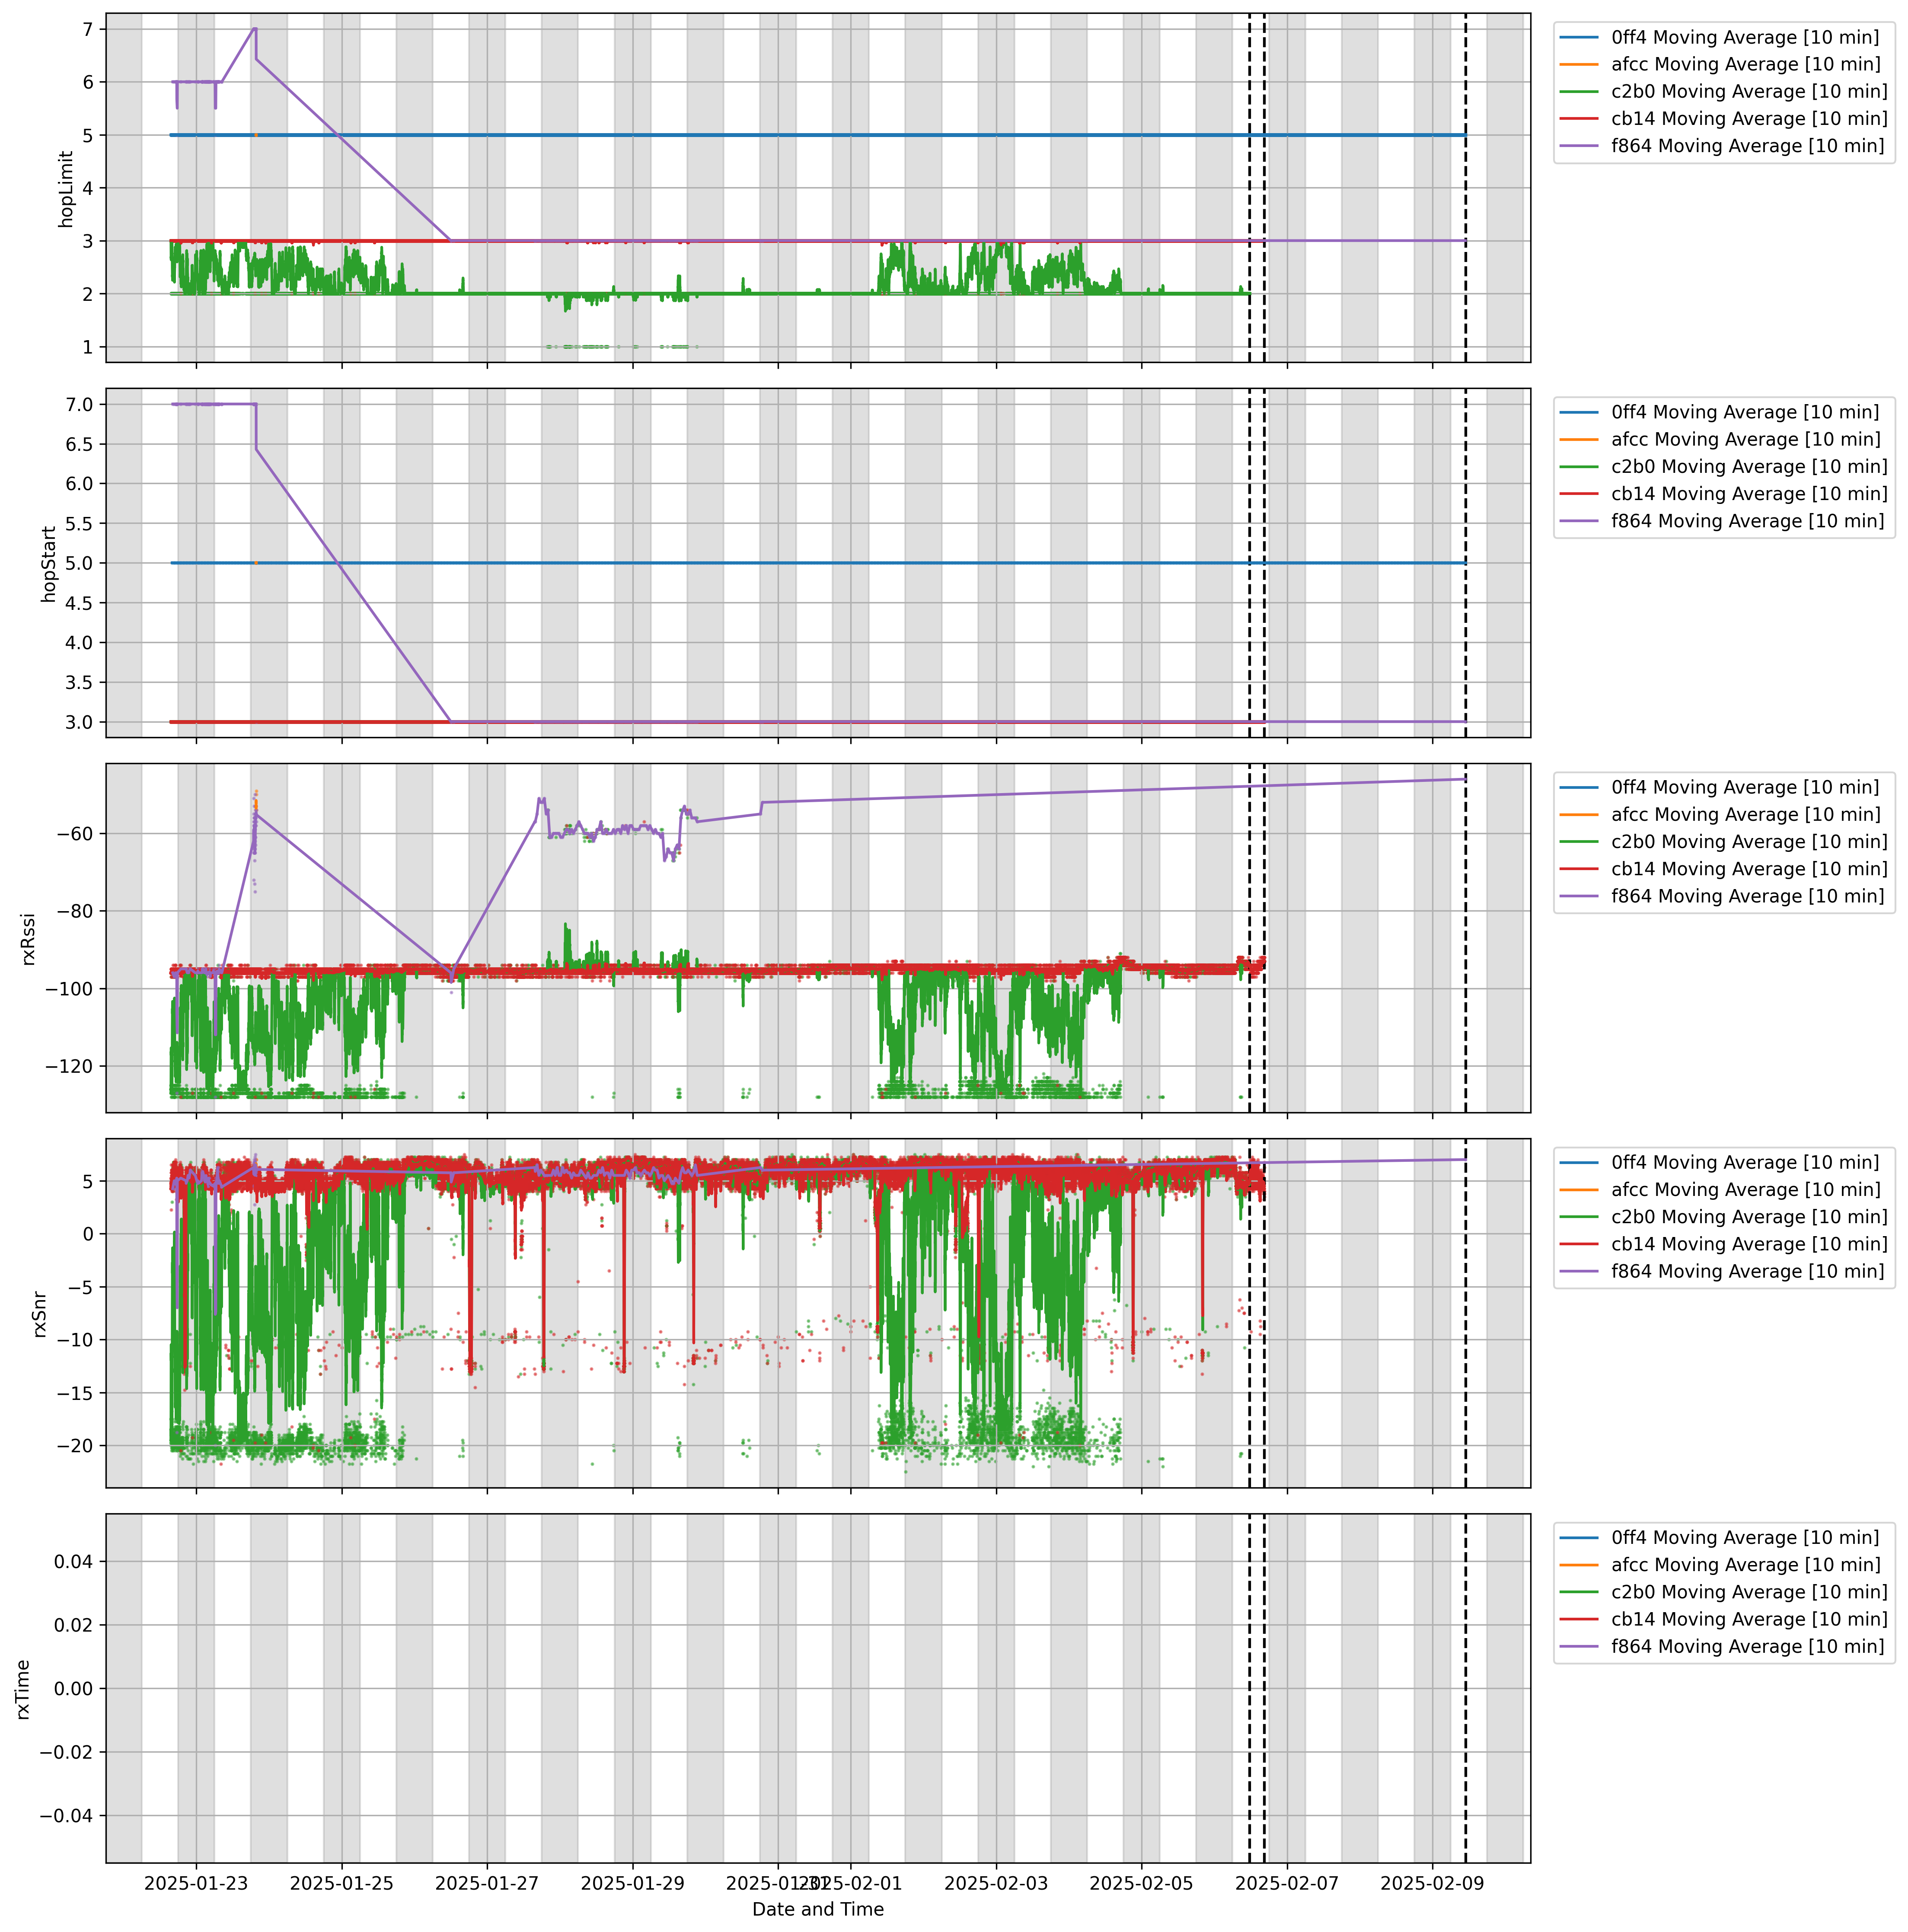 7
6
5
4
3
2
1
hopLimit
0ff4 Moving Average [10 min]
afcc Moving Average [10 min]
c2b0 Moving Average [10 min]
cb14 Moving Average [10 min]
f864 Moving Average [10 min]
7.0
6.5
6.0
5.5
5.0
4.5
4.0
3.5
3.0
hopStart
0ff4 Moving Average [10 min]
afcc Moving Average [10 min]
c2b0 Moving Average [10 min]
cb14 Moving Average [10 min]
f864 Moving Average [10 min]
−60
−80
−100
−120
rxRssi
0ff4 Moving Average [10 min]
afcc Moving Average [10 min]
c2b0 Moving Average [10 min]
cb14 Moving Average [10 min]
f864 Moving Average [10 min]
5
0
−5
−10
−15
−20
rxSnr
0ff4 Moving Average [10 min]
afcc Moving Average [10 min]
c2b0 Moving Average [10 min]
cb14 Moving Average [10 min]
f864 Moving Average [10 min]
0.04
0.02
0.00
−0.02
−0.04
rxTime
0ff4 Moving Average [10 min]
afcc Moving Average [10 min]
c2b0 Moving Average [10 min]
cb14 Moving Average [10 min]
f864 Moving Average [10 min]
2025-01-23 2025-01-25 2025-01-27 2025-01-29 2025-01-31 2025-02-01 2025-02-03 2025-02-05 2025-02-07 2025-02-09
Date and Time